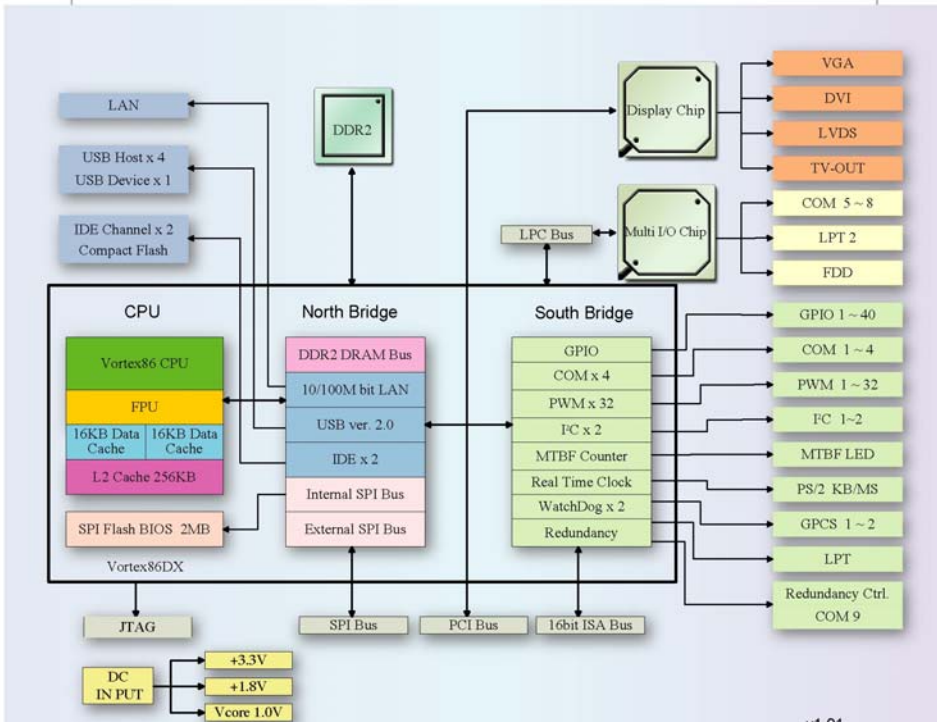 LAN
USB Host x 4
USB Device x 1
IDE Channel x 2
Compact Flash
DDR2
Display Chip
VGA
DVI
LVDS
TV-OUT
LPC Bus
Multi I/O Chip
COM 5 ~ 8
LPT 2
FDD
CPU
Vortex86 CPU
FPU
16KB Data
Cache
16KB Data
Cache
L2 Cache 256KB
SPI Flash BIOS 2MB
Vortex86DX
North Bridge
DDR2 DRAM Bus
10/100M bit LAN
USB ver. 2.0
IDE x 2
Internal SPI Bus
External SPI Bus
South Bridge
GPIO
COM x 4
PWM x 32
I²C x 2
MTBF Counter
Real Time Clock
WatchDog x 2
Redundancy
GPIO 1 ~ 40
COM 1 ~ 4
PWM 1 ~ 32
I²C 1~2
MTBF LED
PS/2 KB/MS
GPCS 1 ~ 2
LPT
Redundancy Ctrl.
COM 9
JTAG
SPI Bus
PCI Bus
16bit ISA Bus
DC
IN PUT
+3.3V
+1.8V
Vcore 1.0V